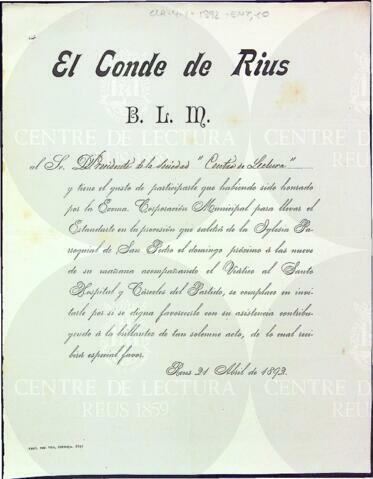 El Conde de Rius
B. L. M.
al Sr. Presidente de la sociedad "Centro de Lectura"
y tiene el gusto de participarle que habiendo sido honrado
por la Excma. Corporación Municipal para llevar el
Estandarte en la procesión que saldrá de la Iglesia Pa-
rroquial de San Pedro el domingo próximo á las nueve
de su mañana acompañando el Viático al Santo
Hospital y Cárceles del Partido, se complace en invi-
tarle por si se digna favorecerle con su asistencia contribu-
yendo á la brillantez de tan solemne acto, de lo cual reci-
birá especial favor.
Reus 21 Abril de 1893.
CENTRE DE LECTURA
REUS 1859
CENTRE DE LECTURA
REUS 1859